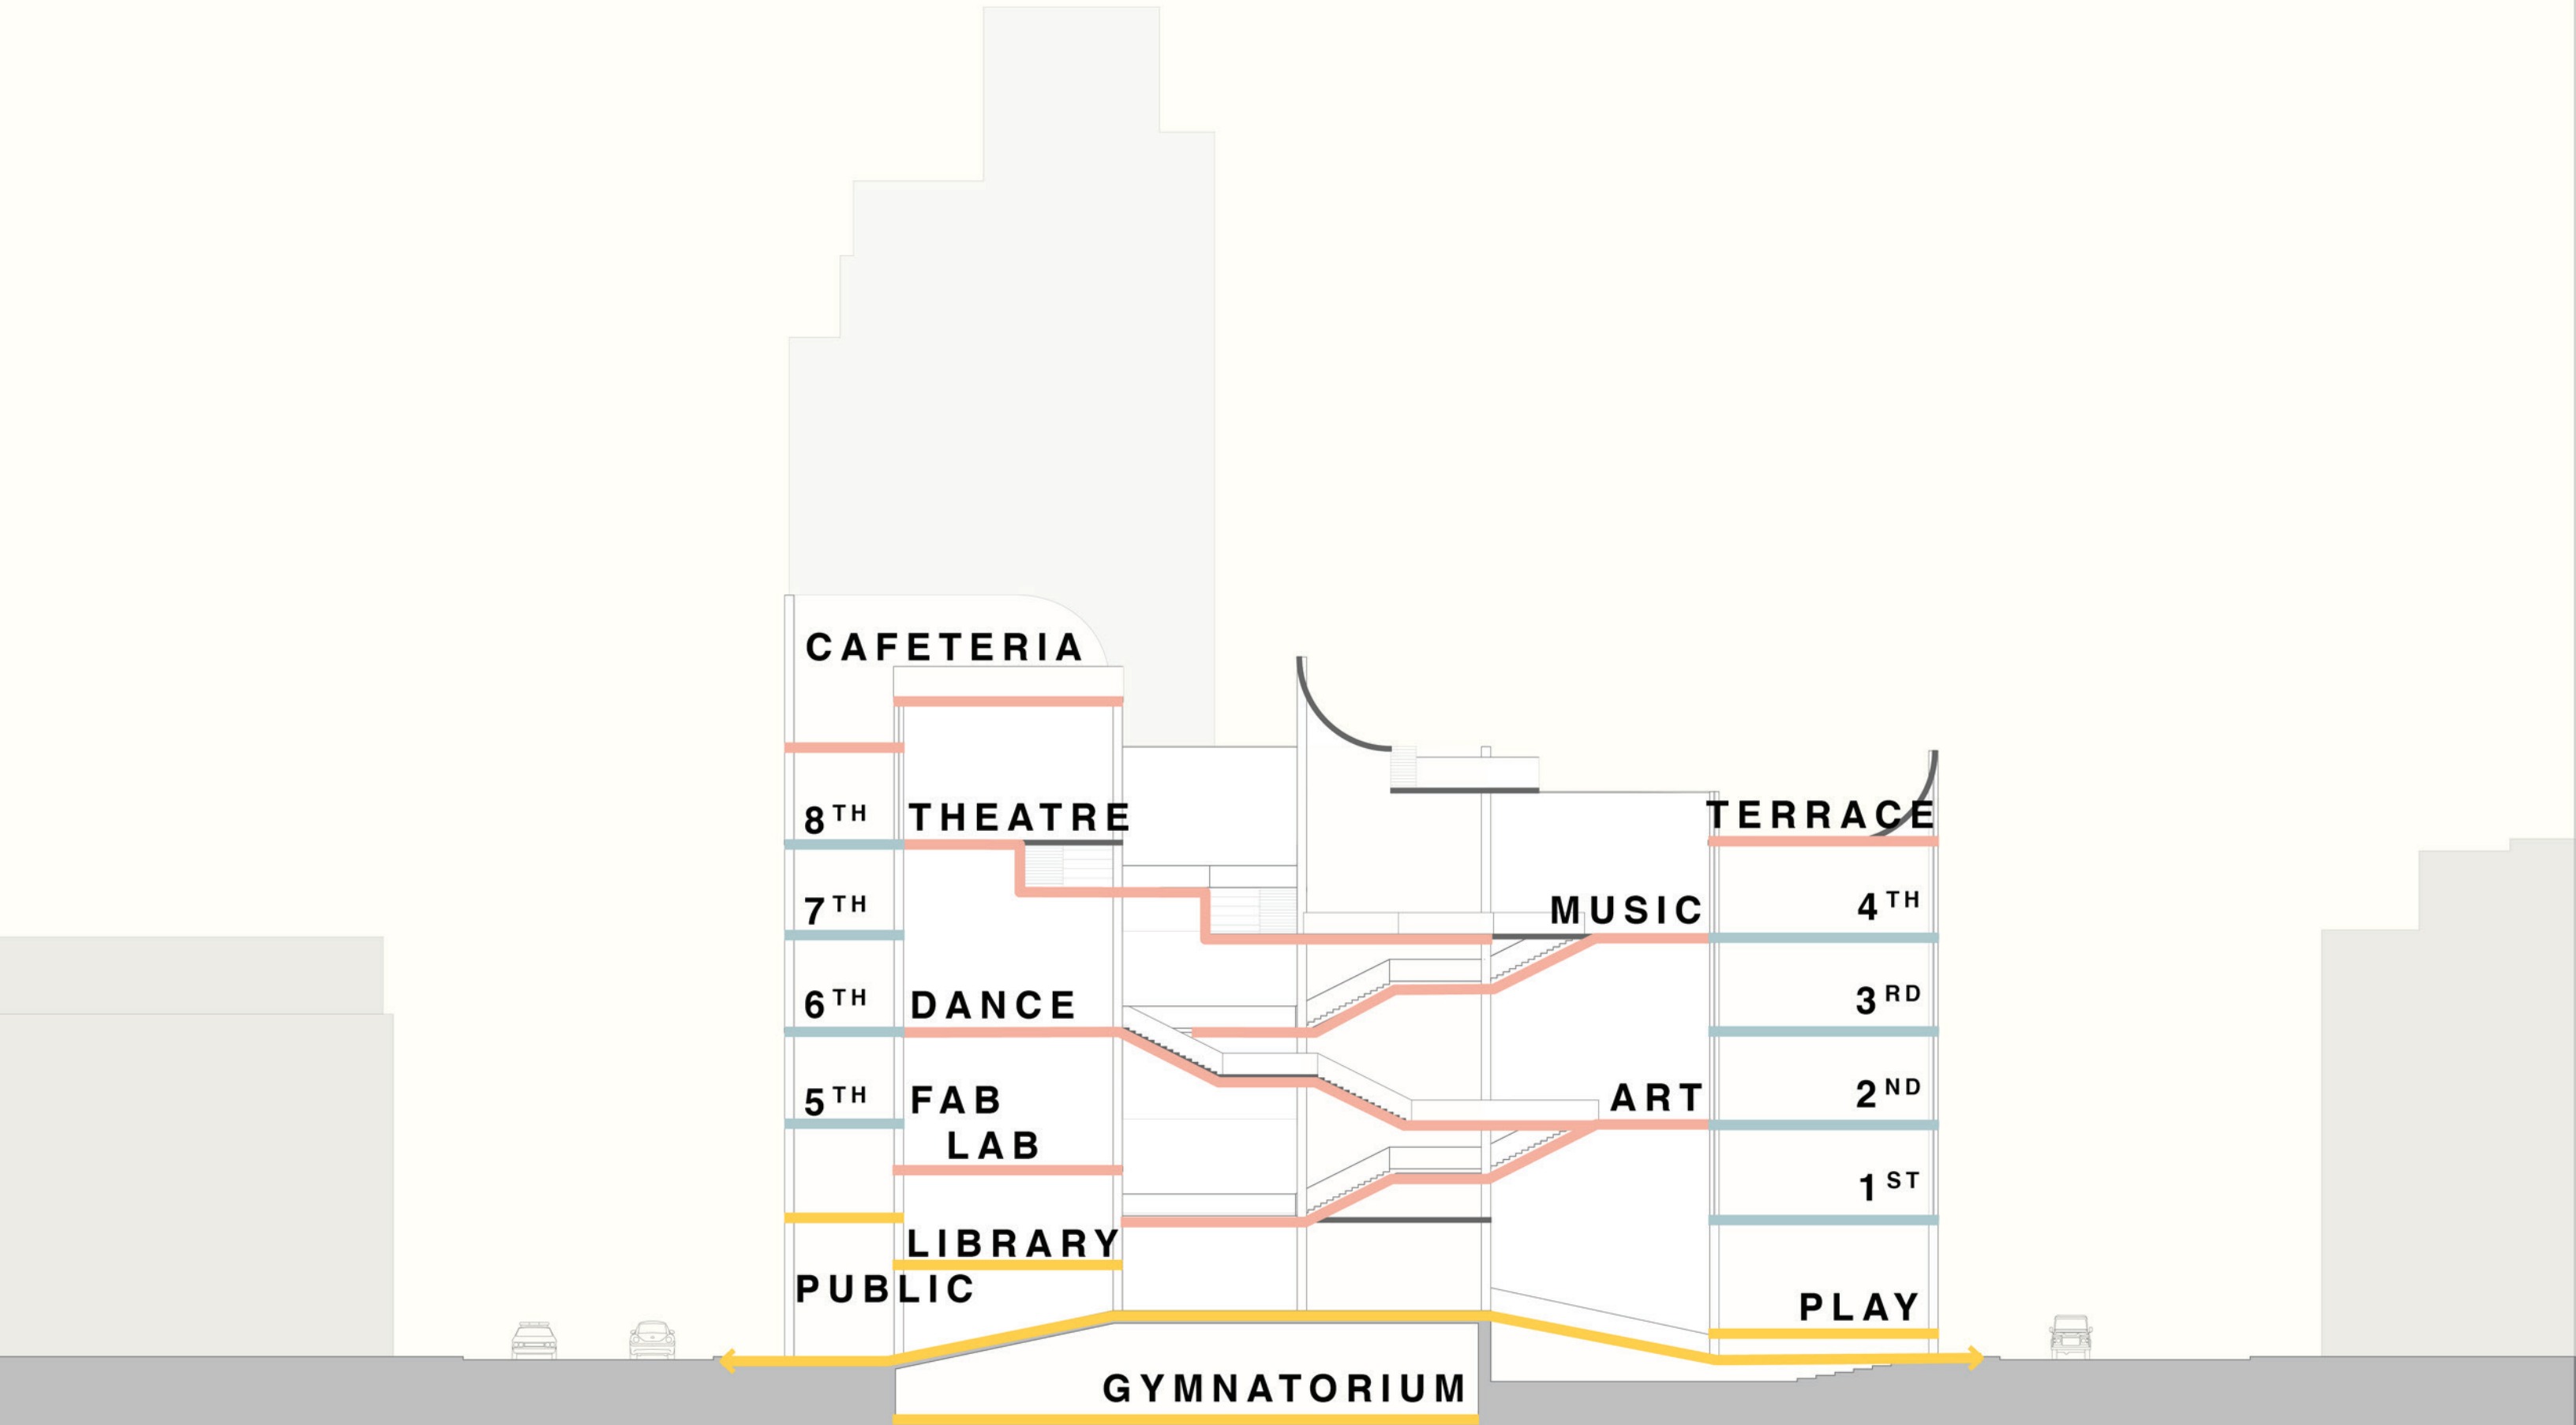 CAFETERIA
8TH THEATRE
TERRACE
7TH
MUSIC
4TH
6TH DANCE
3RD
5TH FAB
LAB
ART
2ND
1ST
LIBRARY
PUBLIC
PLAY
GYMNATORIUM